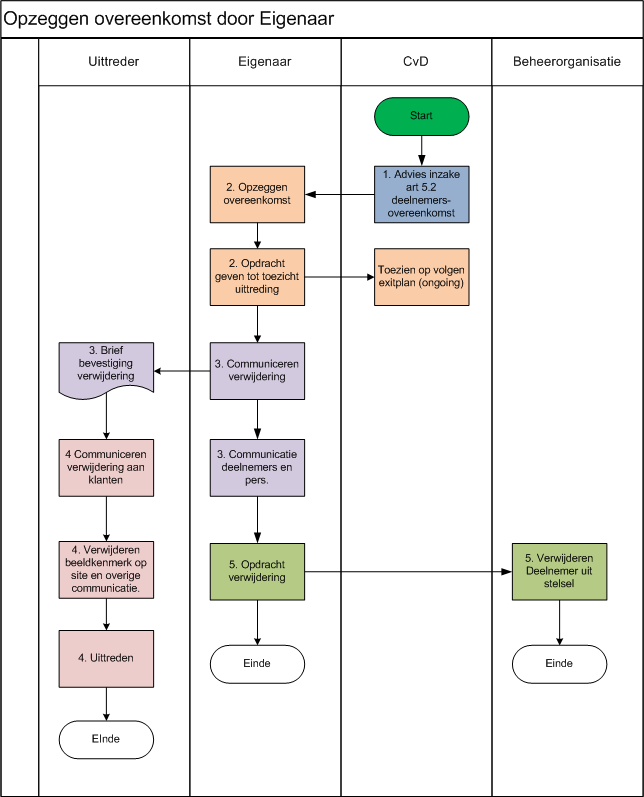 Opzeggen overeenkomst door Eigenaar
Uittreder
Eigenaar
CvD
Beheerorganisatie
Start
1. Advies inzake
art 5.2
deelnemers-
overeenkomst
2. Opzeggen
overeenkomst
2. Opdracht
geven tot toezicht
uittreding
Toezien op volgen
exitplan (ongoing)
3. Brief
bevestiging
verwijdering
3. Communiceren
verwijdering
4 Communiceren
verwijdering aan
klanten
3. Communicatie
deelnemers en
pers.
4. Verwijderen
beeldkenmerk op
site en overige
communicatie.
5. Opdracht
verwijdering
5. Verwijderen
Deelnemer uit
stelsel
4. Uittreden
Einde
Einde
EInde